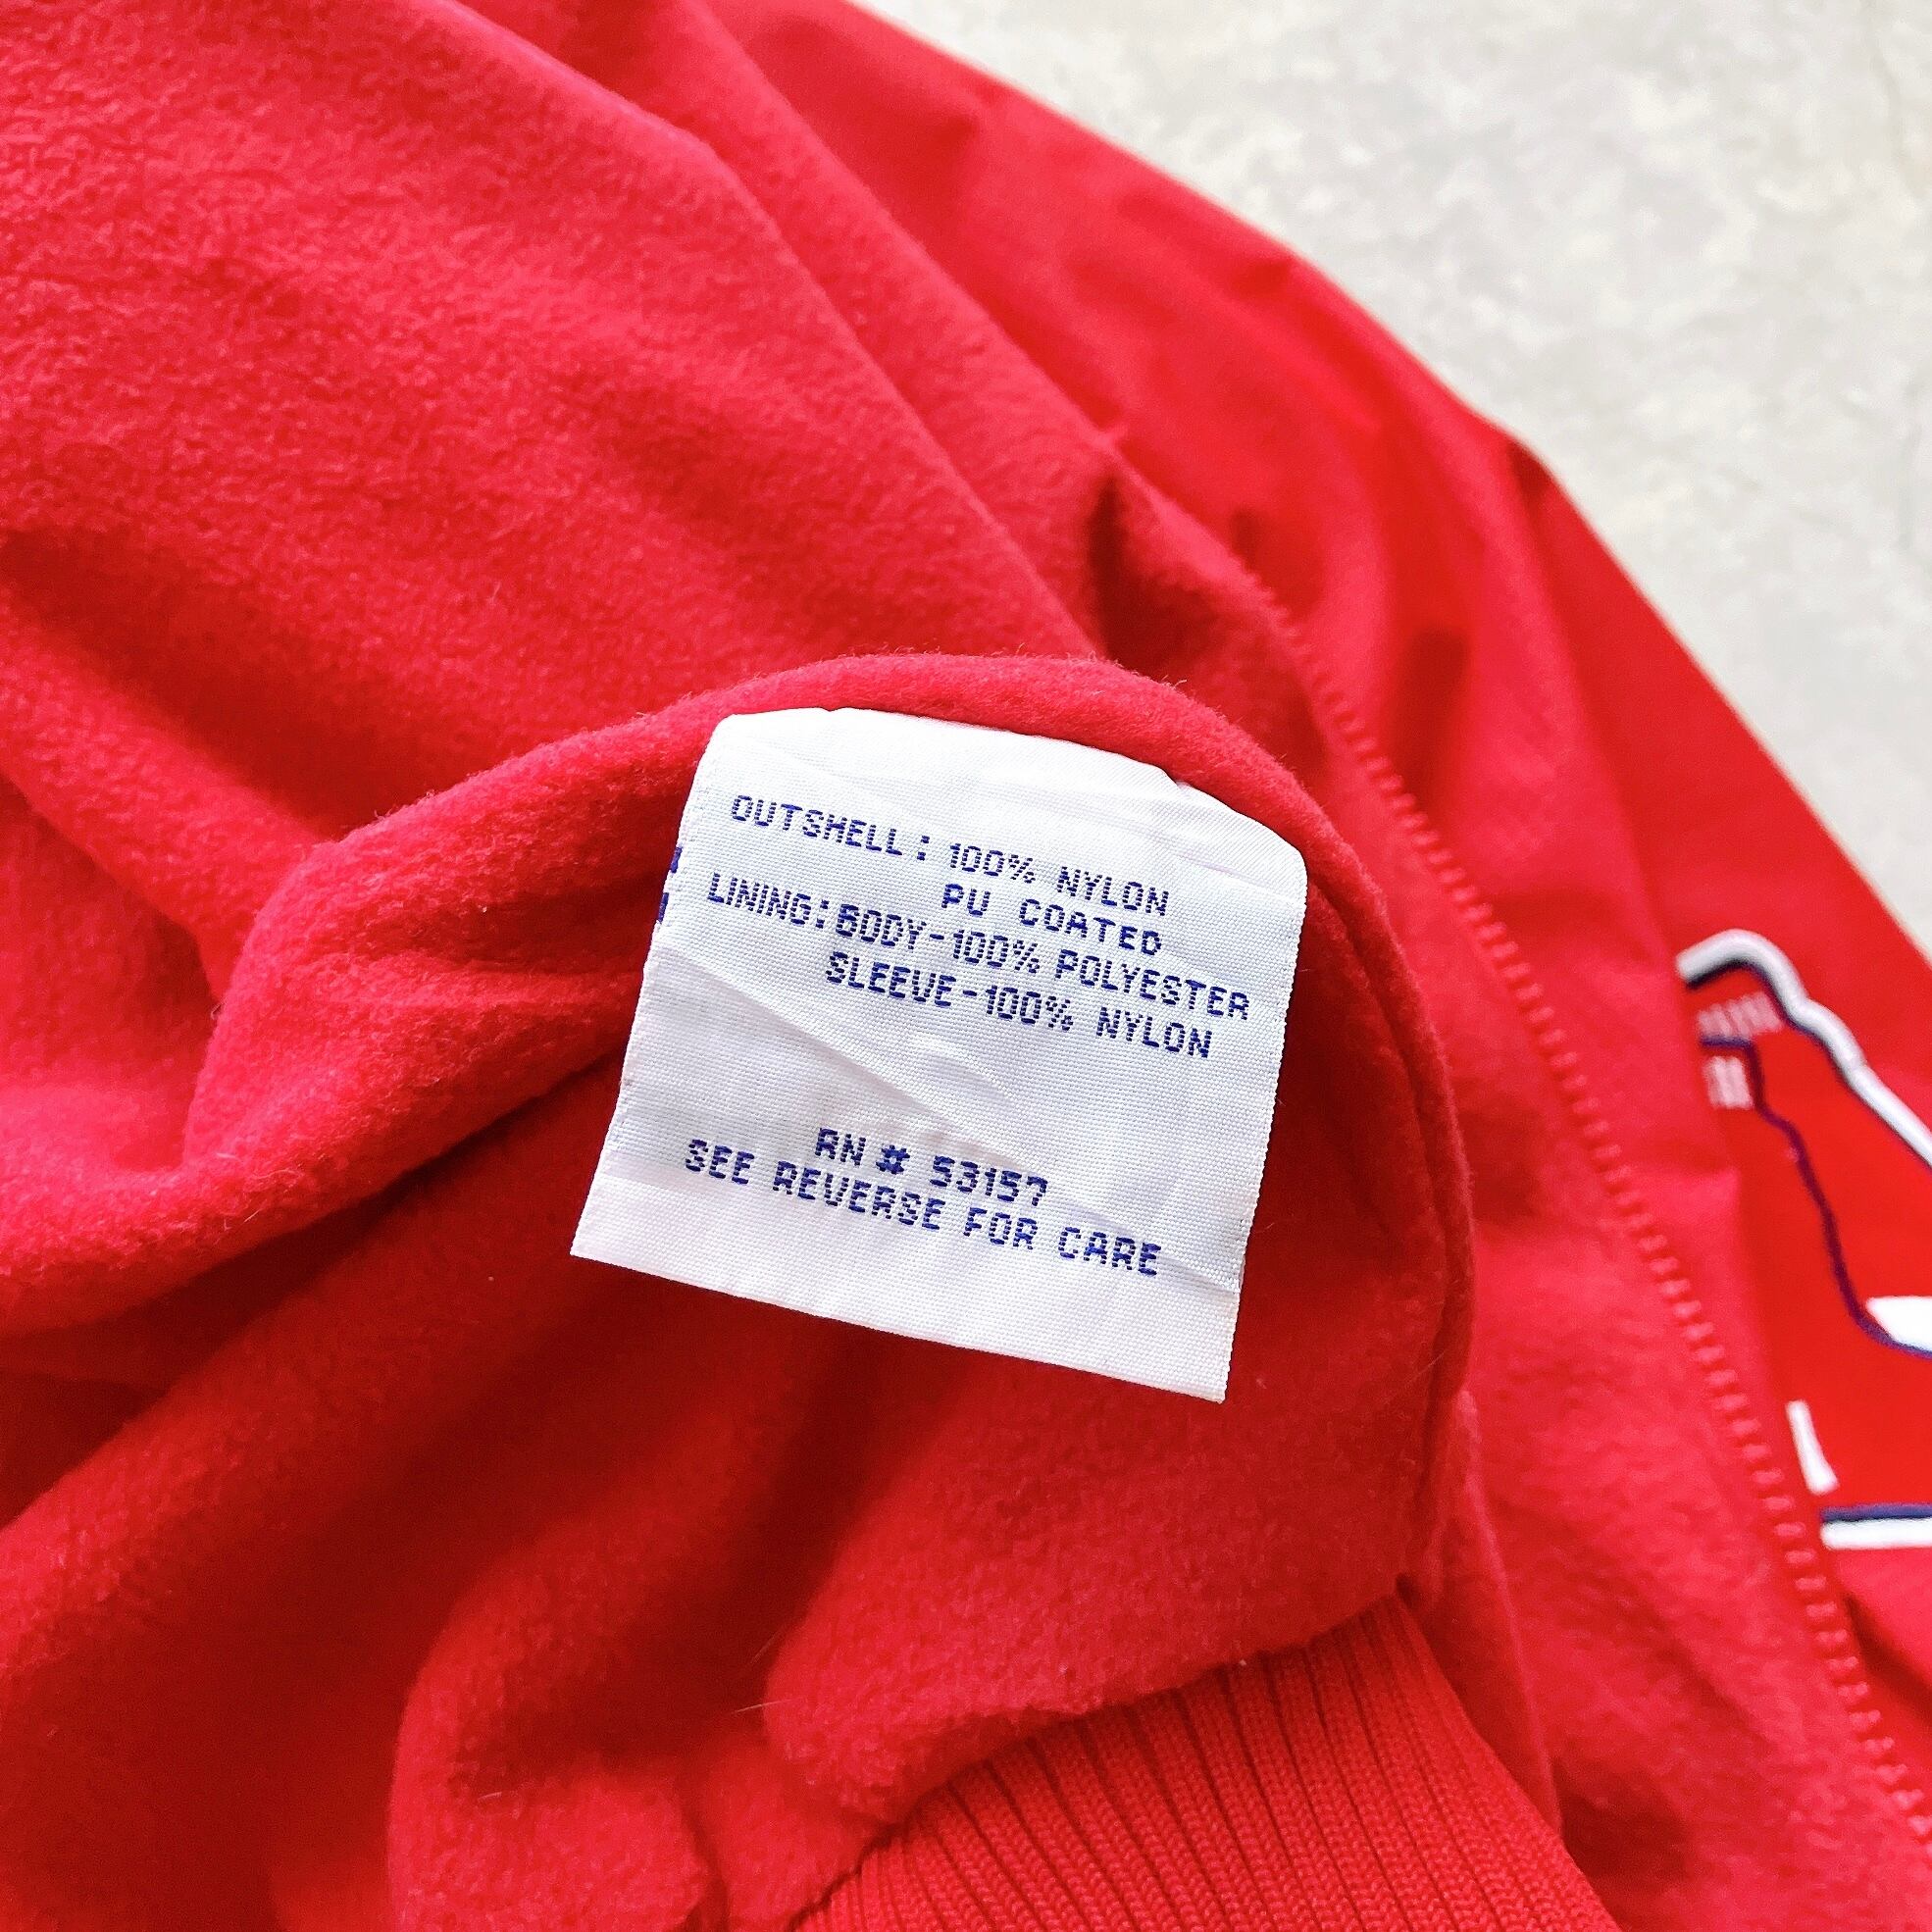 OUTSHELL: 100% NYLON
PU COATED
LINING: BODY-100% POLYESTER
SLEEVE-100% NYLON
RN # 53157
SEE REVERSE FOR CARE